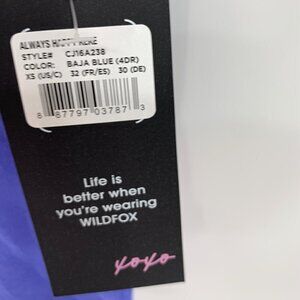 ALWAYS HAPPY KEKE
STYLE# CJ16A238
COLOR: BAJA BLUE (4DR)
XS (US/C) 32 (FR/ES) 30 (DE)
8 87797 03787 3
Life is
better when
you're wearing
WILDFOX
xoxo